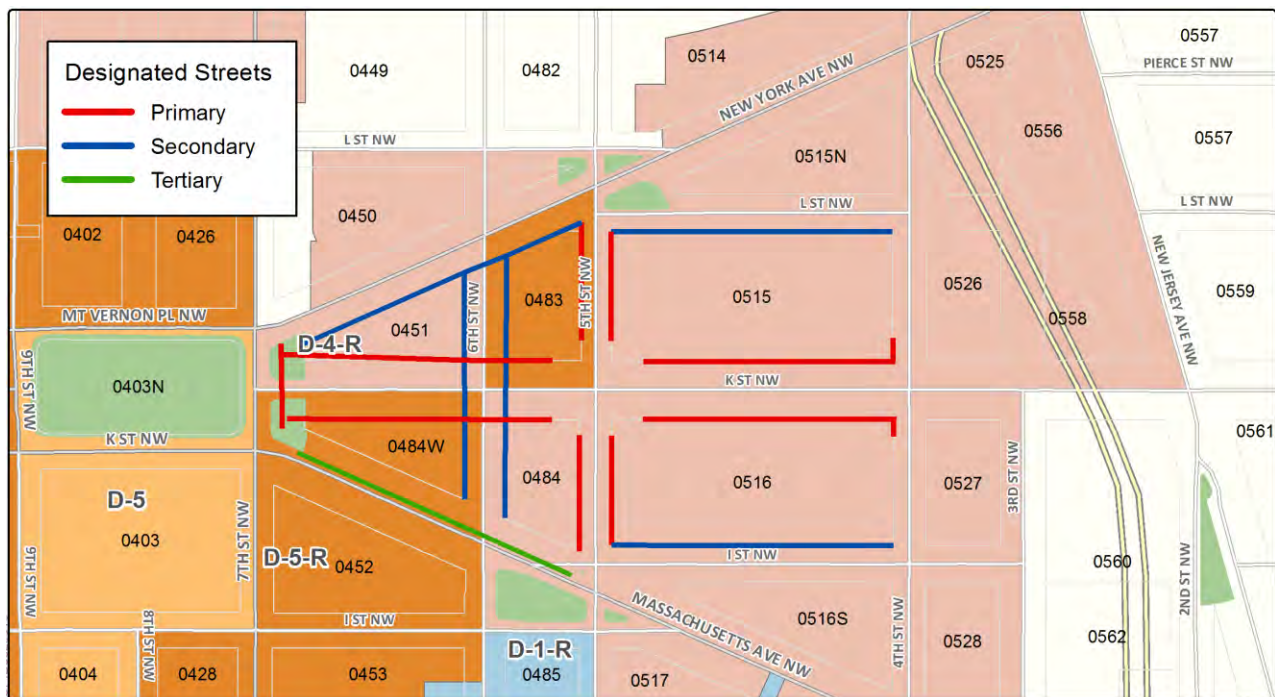 Designated Streets
Primary
Secondary
Tertiary
0449
0482
0514
NEW YORK AVE NW
0525
0557
PIERCE ST NW
0556
L ST NW
0515N
0557
0450
L ST NW
L ST NW
0402
0426
NEW JERSEY AVE NW
MT VERNON PL NW
0451
6TH ST NW
0483
5TH ST NW
0515
0526
0559
0558
D-4-R
9TH ST NW
0403N
K ST NW
K ST NW
0484W
0484
0516
0527
3RD ST NW
0561
D-5
0403
7TH ST NW
D-5-R
0452
9TH ST NW
8TH ST NW
I ST NW
I ST NW
0560
2ND ST NW
MASSACHUSETTS AVE NW
0516S
4TH ST NW
0528
0562
D-1-R
0404
0428
0453
0485
0517